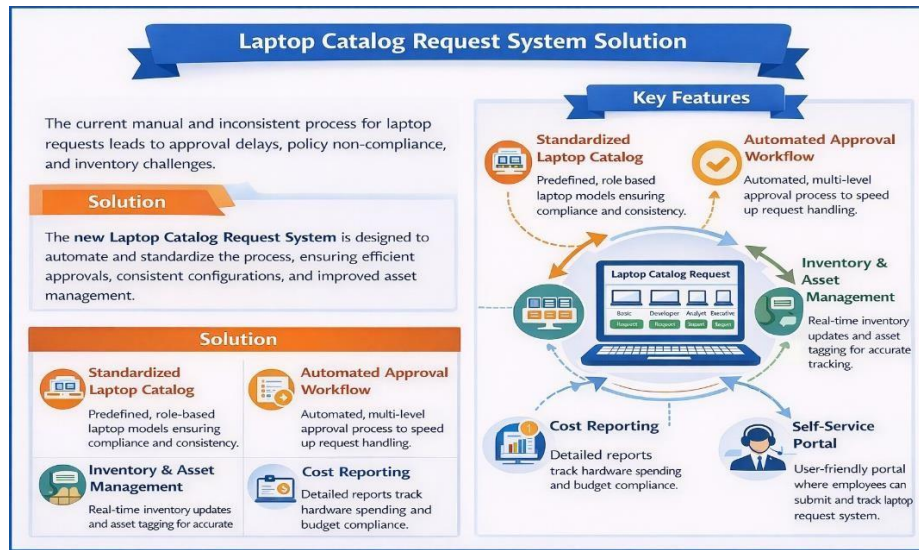 Laptop Catalog Request System Solution
The current manual and inconsistent process for laptop
requests leads to approval delays, policy non-compliance,
and inventory challenges.
Solution
The new Laptop Catalog Request System is designed to
automate and standardize the process, ensuring efficient
approvals, consistent configurations, and improved asset
management.
Solution
Standardized
Laptop Catalog
Predefined, role-based
laptop models ensuring
compliance and consistency.
Automated Approval
Workflow
Automated, multi-level
approval process to speed
up request handling.
Inventory & Asset
Management
Real-time inventory updates
and asset tagging for accurate
Cost Reporting
Detailed reports track
hardware spending and
budget compliance.
Key Features
Standardized
Laptop Catalog
Predefined, role based
laptop models ensuring
compliance and consistency.
Automated Approval
Workflow
Automated, multi-level
approval process to speed
up request handling.
Laptop Catalog Request
Basic Developer Analyst Executive
Inventory &
Asset
Management
Real-time inventory
updates and asset
tagging for accurate
tracking.
Cost Reporting
Detailed reports
track hardware spending
and budget compliance.
Self-Service
Portal
User-friendly portal
where employees can
submit and track laptop
request system.